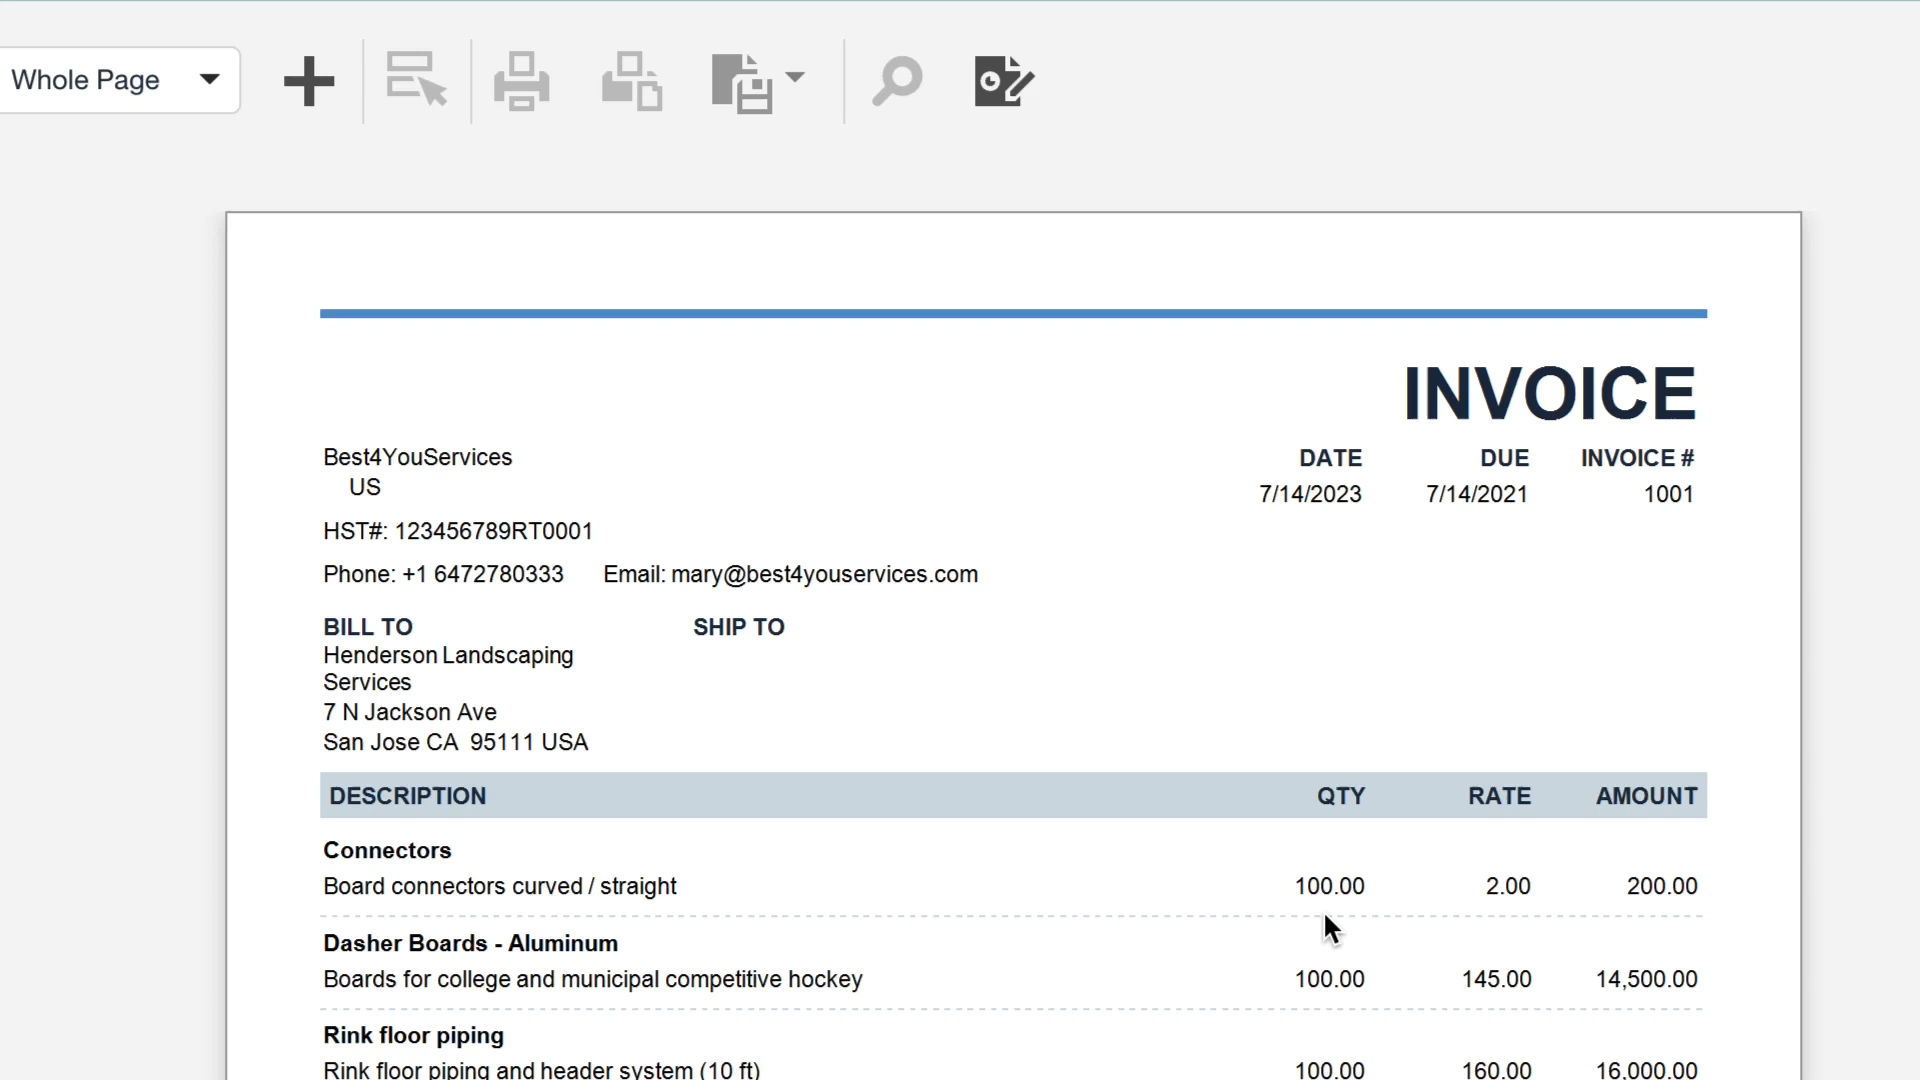 Whole Page
INVOICE
Best4YouServices
US
DATE DUE INVOICE #
7/14/2023 7/14/2021 1001
HST#: 123456789RT0001
Phone: +1 6472780333 Email: mary@best4youservices.com
BILL TO SHIP TO
Henderson Landscaping
Services
7 N Jackson Ave
San Jose CA 95111 USA
DESCRIPTION QTY RATE AMOUNT
Connectors
Board connectors curved / straight 100.00 2.00 200.00
Dasher Boards - Aluminum
Boards for college and municipal competitive hockey 100.00 145.00 14,500.00
Rink floor piping
Rink floor piping and header system (10 ft) 100.00 160.00 16,000.00